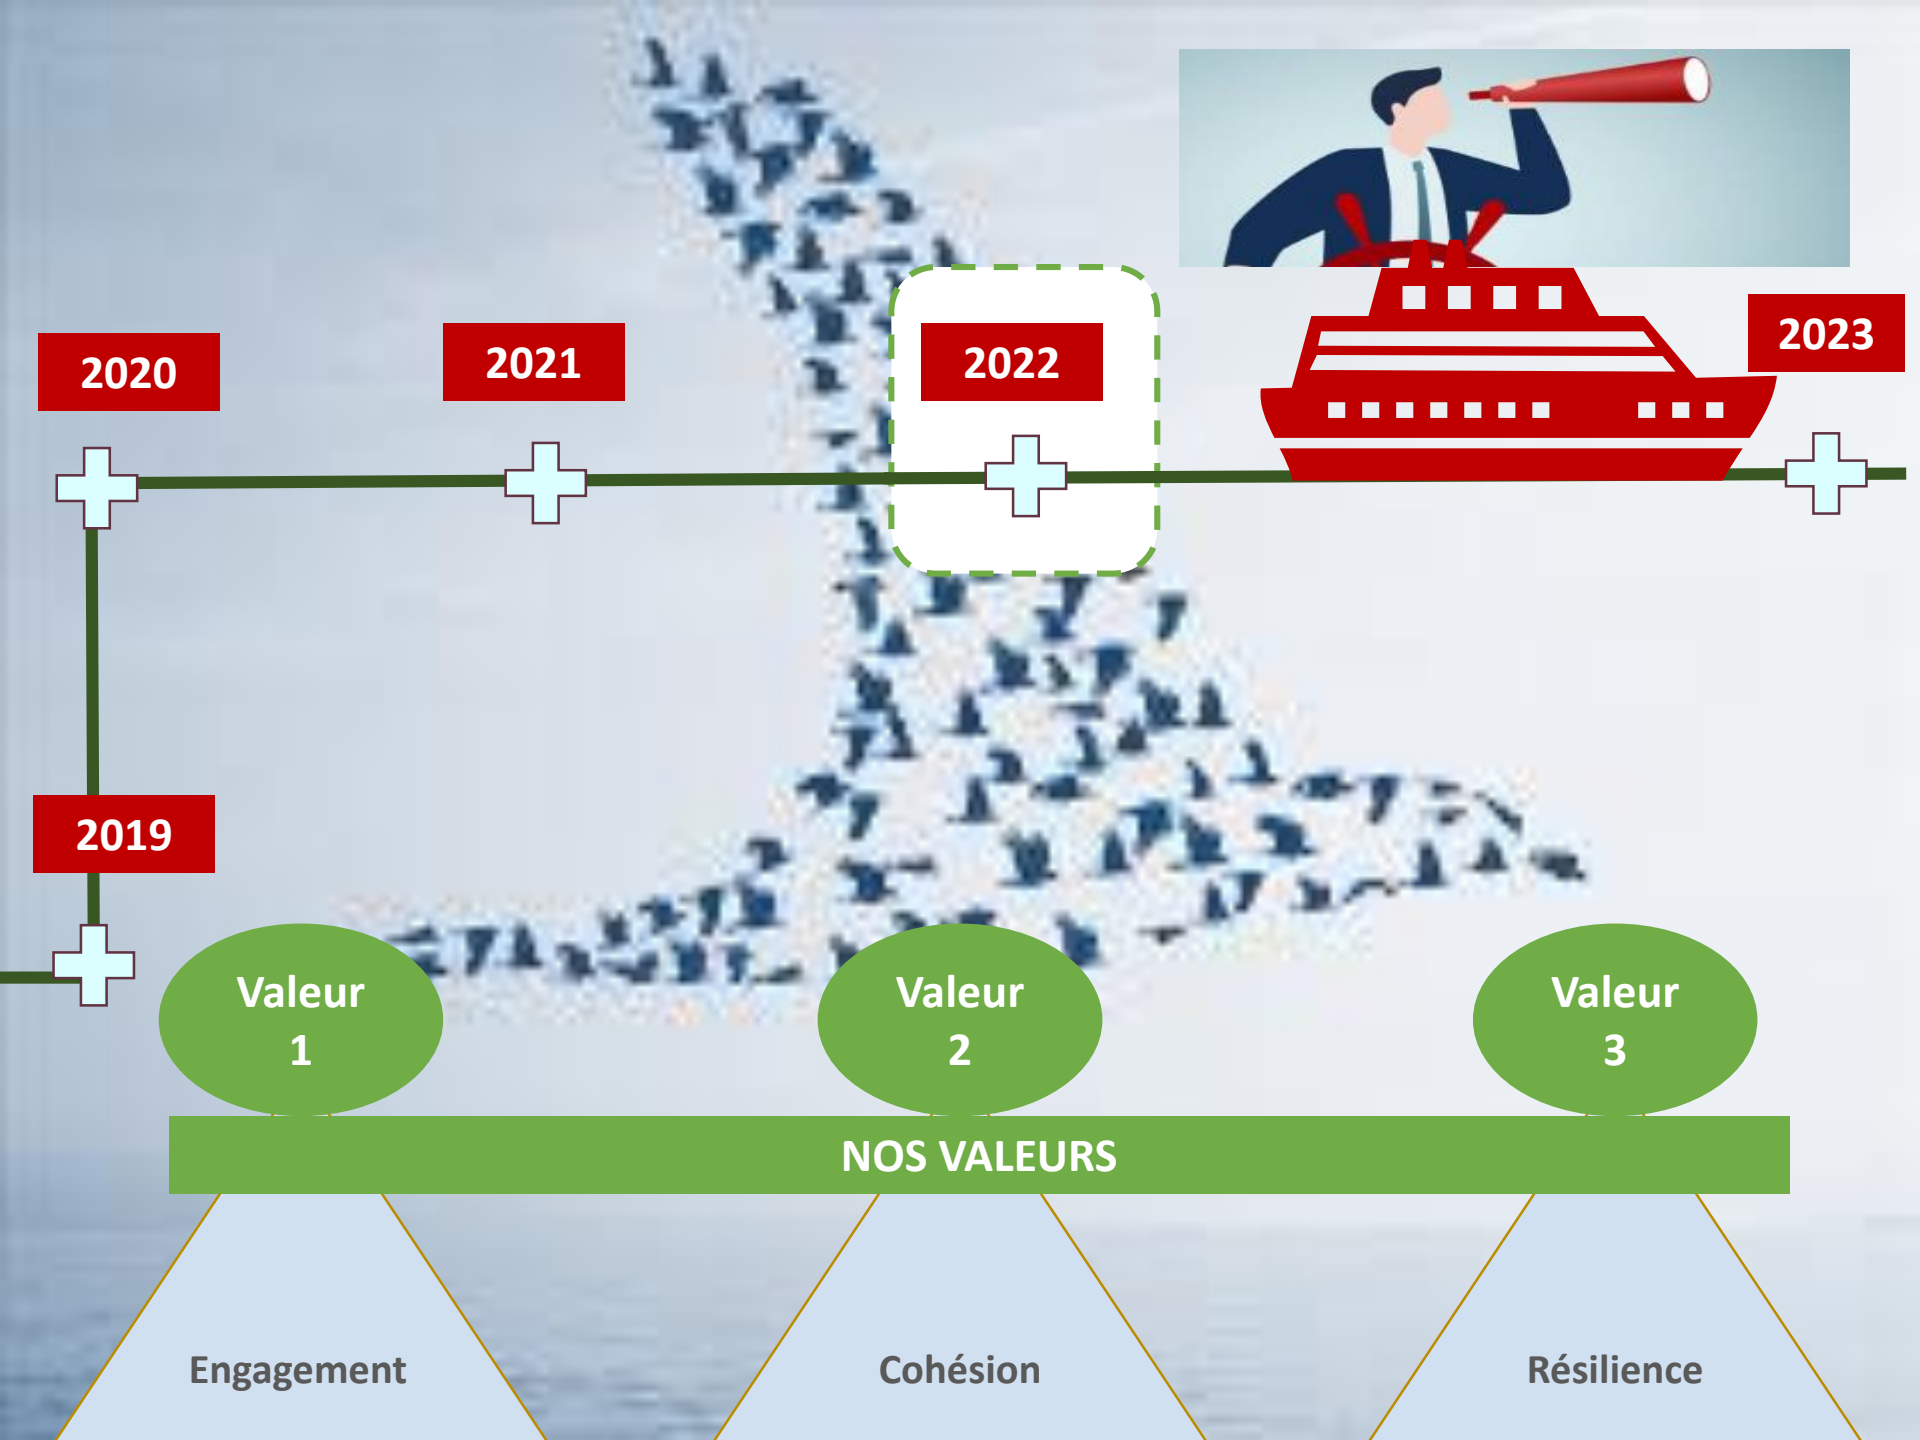 2020
2021
2022
2023
2019
Valeur
1
Valeur
2
Valeur
3
NOS VALEURS
Engagement
Cohésion
Résilience